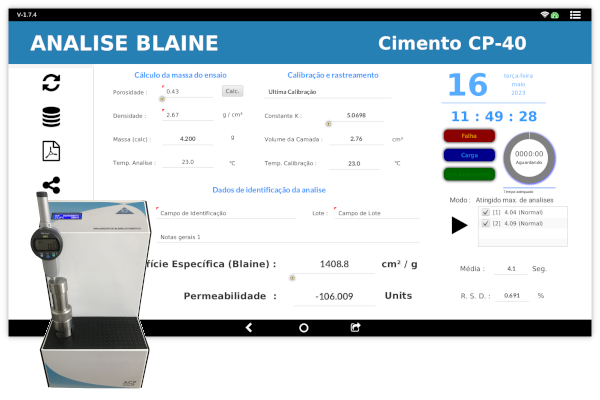 V-1.7.4
ANALISE BLAINE
Cimento CP-40
Cálculo da massa do ensaio
Calibração e rastreamento
16
terça-feira
maio
2023
Porosidade :
0.43
Calc.
Ultima Calibração
Densidade :
2.67
g / cm³
Constante K :
5.0698
11 : 49 : 28
Falha
Carga
0000:00
Aguardando
Tempo adequado
Massa (calc) :
4.200
g
Volume da Camada :
2.76
cm³
Temp. Analise :
23.0
ºC
Temp. Calibração :
23.0
ºC
Dados de identificação da analise
Modo : Atingido max. de analises
Campo de Identificação
Lote :
Campo de Lote
[1] 4.04 (Normal)
[2] 4.09 (Normal)
Notas gerais 1
fície Específica (Blaine) :
1408.8
cm² / g
Média :
4.1
Seg.
Permeabilidade :
-106.009
Units
R. S. D. :
0.691
%
ACS